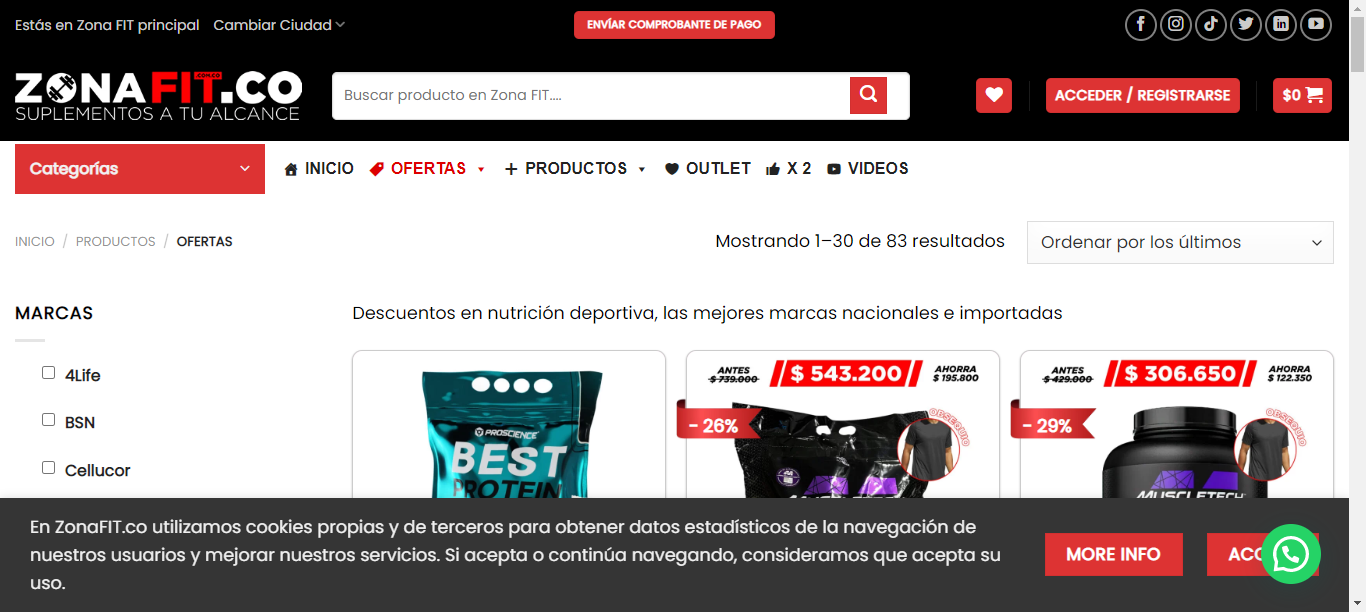 Estás en Zona FIT principal Cambiar Ciudad
ENVÍAR COMPROBANTE DE PAGO
ZONAFIT.CO
.COM.CO
SUPLEMENTOS A TU ALCANCE
Buscar producto en Zona FIT....
ACCEDER / REGISTRARSE
$0
Categorías
INICIO OFERTAS PRODUCTOS OUTLET X 2 VIDEOS
INICIO / PRODUCTOS / OFERTAS
Mostrando 1–30 de 83 resultados
Ordenar por los últimos
MARCAS
4Life
BSN
Cellucor
Descuentos en nutrición deportiva, las mejores marcas nacionales e importadas
PROSCIENCE
BEST
PROTEIN
ANTES
$ 739.000
$ 543.200
AHORRA
$ 195.800
- 26%
OBSEQUIO
MUSCLETECH
ANTES
$ 429.000
$ 306.650
AHORRA
$ 122.350
- 29%
OBSEQUIO
MUSCLETECH
En ZonaFIT.co utilizamos cookies propias y de terceros para obtener datos estadísticos de la navegación de
nuestros usuarios y mejorar nuestros servicios. Si acepta o continúa navegando, consideramos que acepta su
uso.
MORE INFO